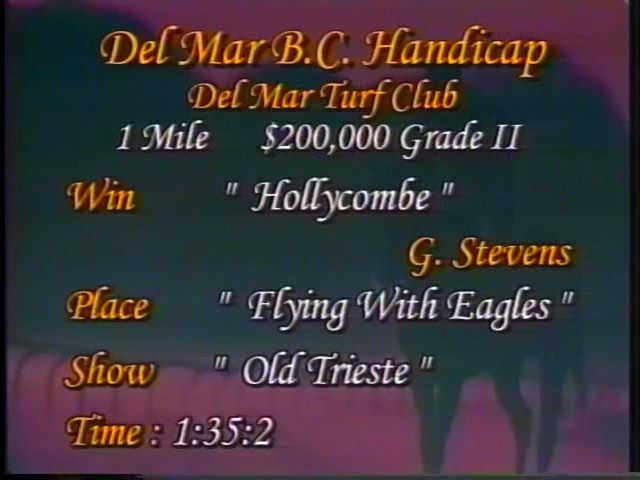 Del Mar B.C. Handicap
Del Mar Turf Club
1 Mile $200,000 Grade II
Win " Hollycombe "
G. Stevens
Place " Flying With Eagles "
Show " Old Trieste "
Time : 1:35:2